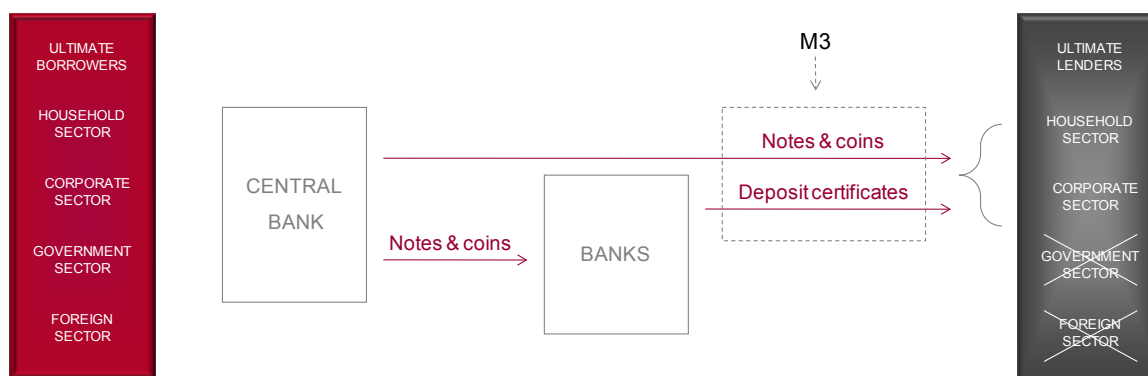 ULTIMATE
BORROWERS
HOUSEHOLD
SECTOR
CORPORATE
SECTOR
GOVERNMENT
SECTOR
FOREIGN
SECTOR
CENTRAL
BANK
Notes & coins
BANKS
M3
Notes & coins
Deposit certificates
ULTIMATE
LENDERS
HOUSEHOLD
SECTOR
CORPORATE
SECTOR
GOVERNMENT
SECTOR
FOREIGN
SECTOR